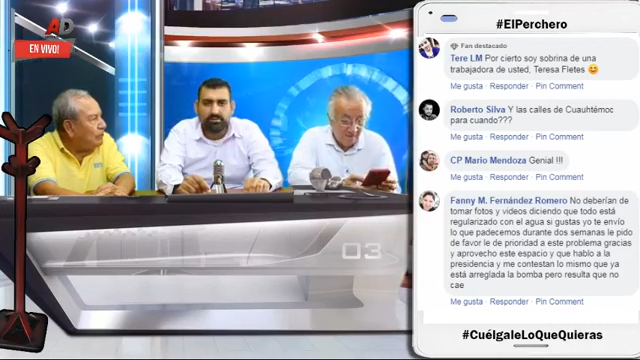 AD
EN VIVO!
03
#ElPerchero
Fan destacado
Tere LM Por cierto soy sobrina de una
trabajadora de usted, Teresa Fletes 😊
Me gusta · Responder · Pin Comment
Roberto Silva Y las calles de Cuauhtémoc
para cuando???
Me gusta · Responder · Pin Comment
CP Mario Mendoza Genial !!!
Me gusta · Responder · Pin Comment
Fanny M. Fernández Romero No deberían de
tomar fotos y videos diciendo que todo está
regularizado con el agua si gustas yo te envío
lo que padecemos durante dos semanas le pido
de favor le de prioridad a este problema gracias
y aprovecho este espacio y que hablo a la
presidencia y me contestan lo mismo que ya
está arreglada la bomba pero resulta que no
cae
Me gusta · Responder · Pin Comment
#CuélgaleLoQueQuieras